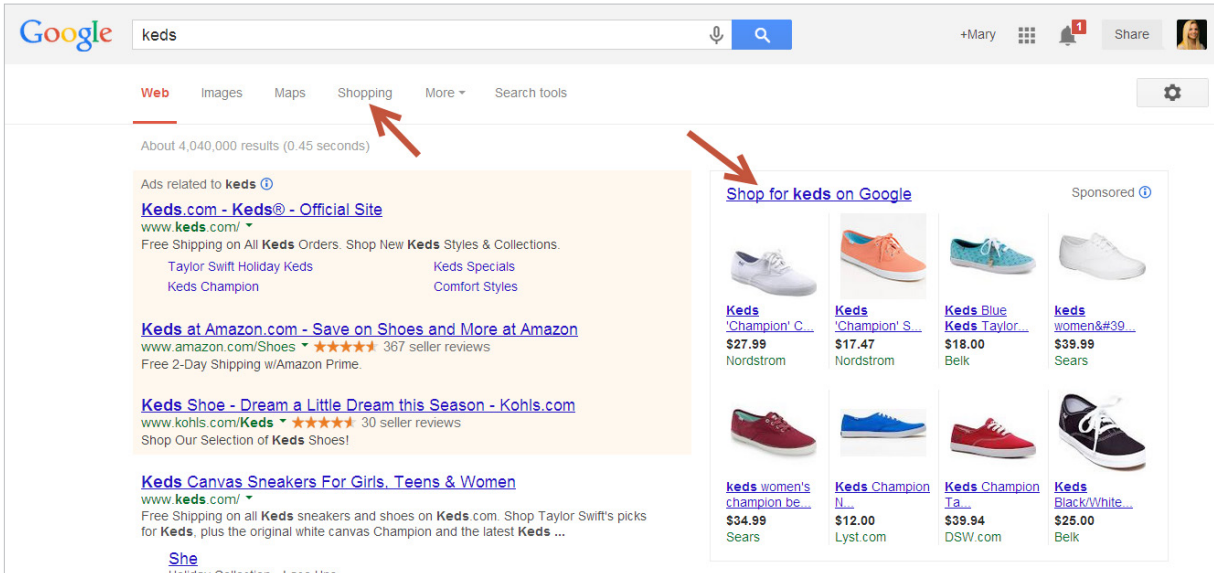 Google
keds
+Mary
1
Share
Web Images Maps Shopping More Search tools
About 4,040,000 results (0.45 seconds)
Ads related to keds
Keds.com - Keds® - Official Site
www.keds.com/
Free Shipping on All Keds Orders. Shop New Keds Styles & Collections.
Taylor Swift Holiday Keds Keds Specials
Keds Champion Comfort Styles
Keds at Amazon.com - Save on Shoes and More at Amazon
www.amazon.com/Shoes 367 seller reviews
Free 2-Day Shipping w/Amazon Prime.
Keds Shoe - Dream a Little Dream this Season - Kohls.com
www.kohls.com/Keds 30 seller reviews
Shop Our Selection of Keds Shoes!
Keds Canvas Sneakers For Girls, Teens & Women
www.keds.com/
Free Shipping on all Keds sneakers and shoes on Keds.com. Shop Taylor Swift's picks
for Keds, plus the original white canvas Champion and the latest Keds ...
She
Shop for keds on Google
Sponsored
Keds
'Champion' C...
$27.99
Nordstrom
Keds
'Champion' S...
$17.47
Nordstrom
Keds Blue
Keds Taylor...
$18.00
Belk
keds
women&#39...
$39.99
Sears
keds women's
champion be...
$34.99
Sears
Keds Champion
N...
$12.00
Lyst.com
Keds Champion
Ta...
$39.94
DSW.com
Keds
Black/White...
$25.00
Belk